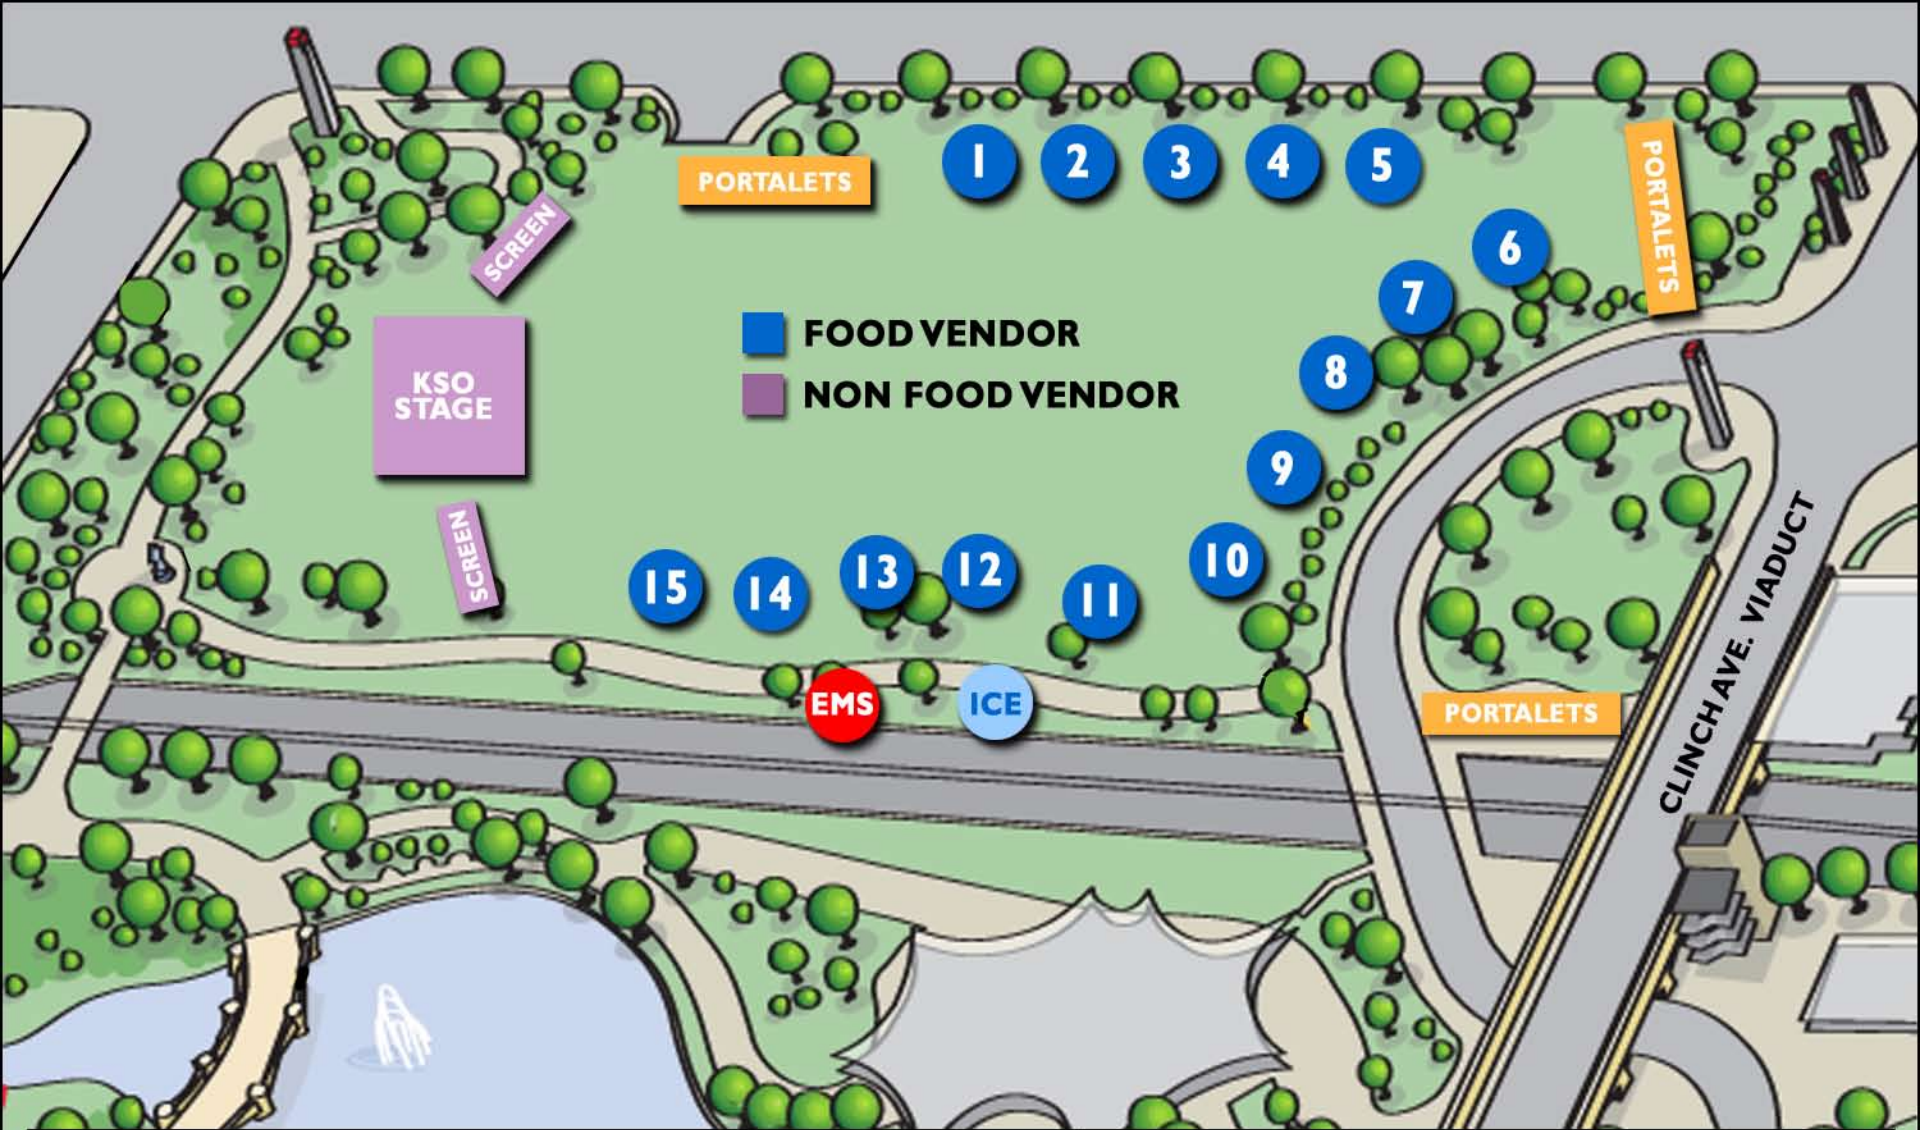 PORTALETS
1
2
3
4
5
PORTALETS
SCREEN
6
7
FOOD VENDOR
8
KSO
STAGE
NON FOOD VENDOR
9
SCREEN
10
15
14
13
12
11
EMS
ICE
PORTALETS
CLINCH AVE. VIADUCT